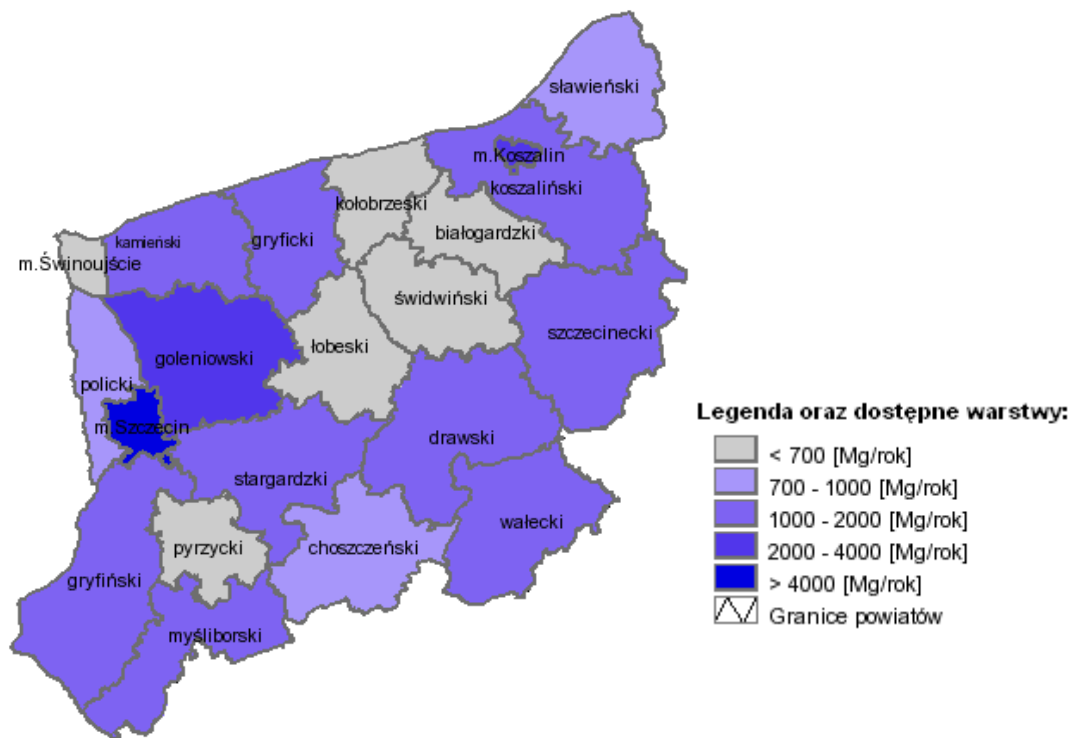 sławieński
m.Koszalin
koszaliński
kołobrzeski
białogardzki
kamieński
gryficki
m.Świnoujście
świdwiński
szczecinecki
łobeski
goleniowski
policki
m.Szczecin
drawski
stargardzki
wałecki
choszczeński
pyrzycki
gryfiński
myśliborski
Legenda oraz dostępne warstwy:
< 700 [Mg/rok]
700 - 1000 [Mg/rok]
1000 - 2000 [Mg/rok]
2000 - 4000 [Mg/rok]
> 4000 [Mg/rok]
Granice powiatów